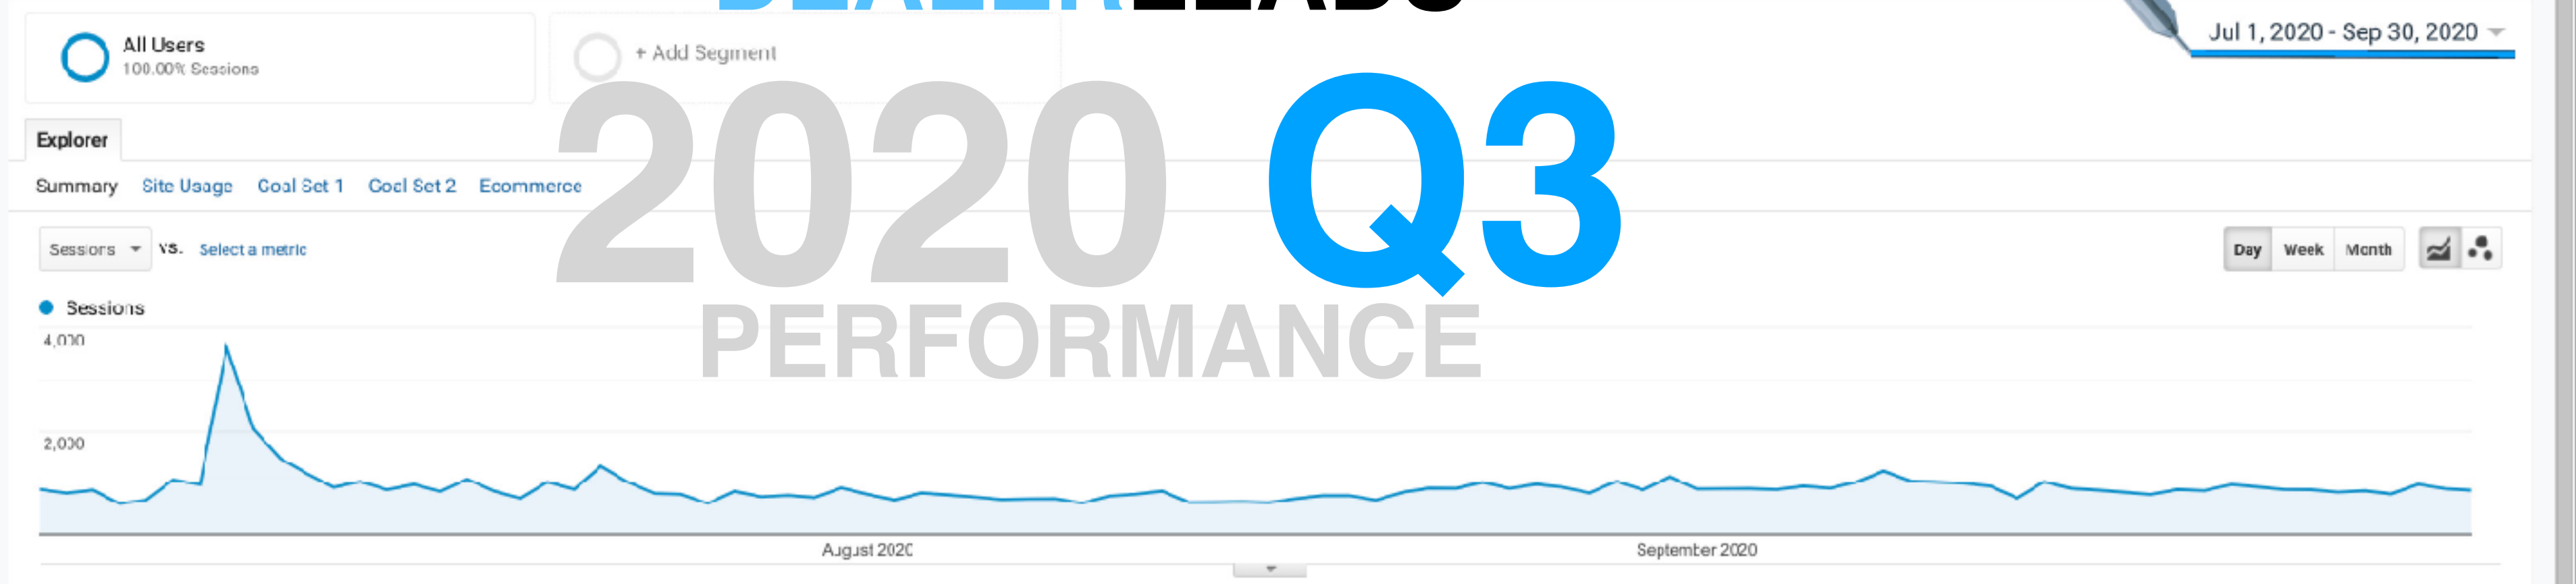 DEALERLEADS
All Users
100.00% Sessions
+ Add Segment
Jul 1, 2020 - Sep 30, 2020
2020 Q3
PERFORMANCE
Explorer
Summary Site Usage Goal Set 1 Goal Set 2 Ecommerce
Sessions VS. Select a metric
Day Week Month
Sessions
4,000
2,000
August 2020 September 2020